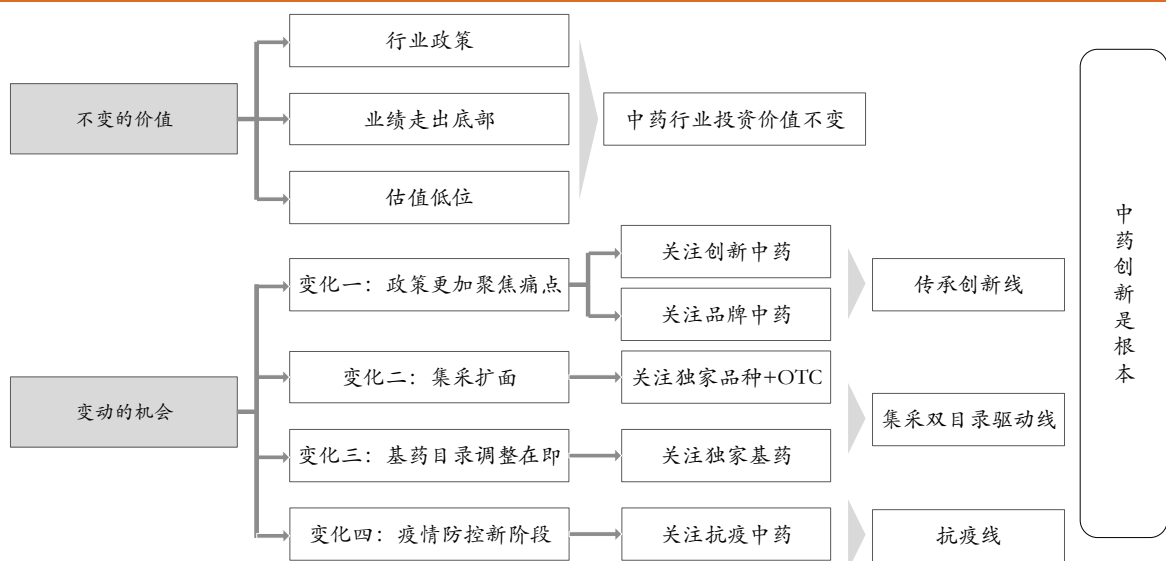 不变的价值
行业政策
业绩走出底部
估值低位
中药行业投资价值不变
变动的机会
变化一：政策更加聚焦痛点
关注创新中药
关注品牌中药
传承创新线
变化二：集采扩面
关注独家品种+OTC
变化三：基药目录调整在即
关注独家基药
集采双目录驱动线
变化四：疫情防控新阶段
关注抗疫中药
抗疫线
中药创新是根本